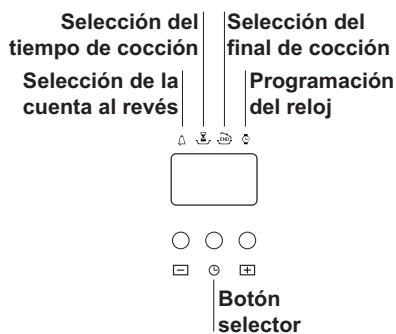 Selección del
tiempo de cocción
Selección del
final de cocción
Selección de la
cuenta al revés
Programación
del reloj
END
Botón
selector